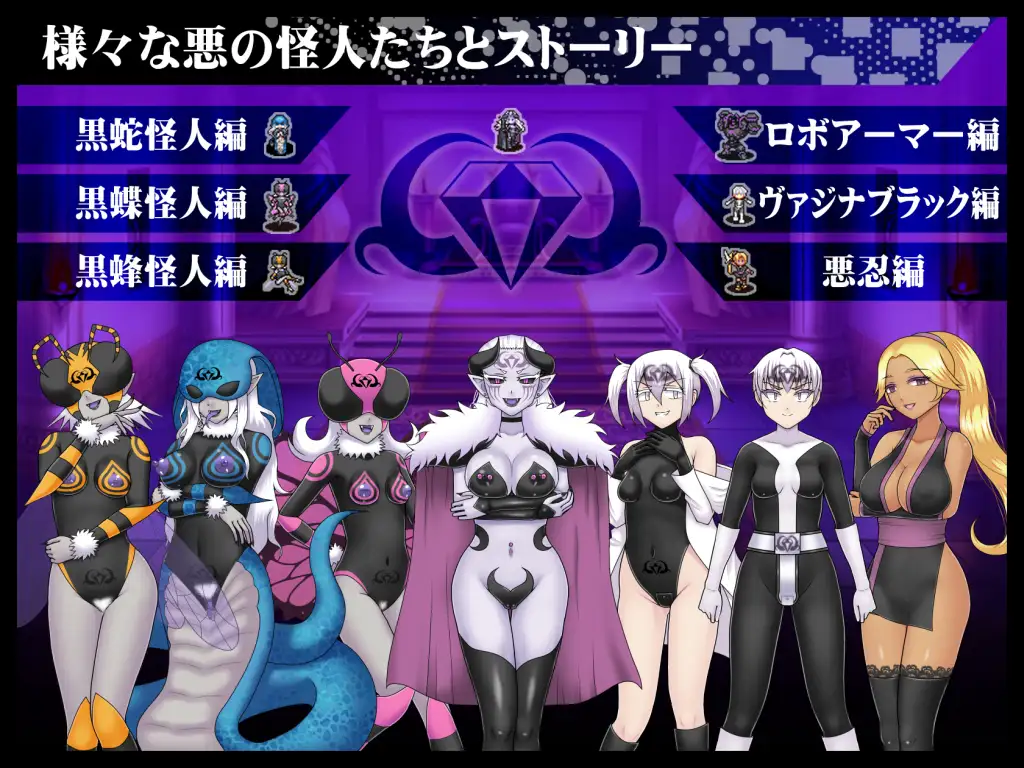 様々な悪の怪人たちとストーリー
黒蛇怪人編
黒蝶怪人編
黒蜂怪人編
ロボアーマー編
ヴァジナブラック編
悪忍編